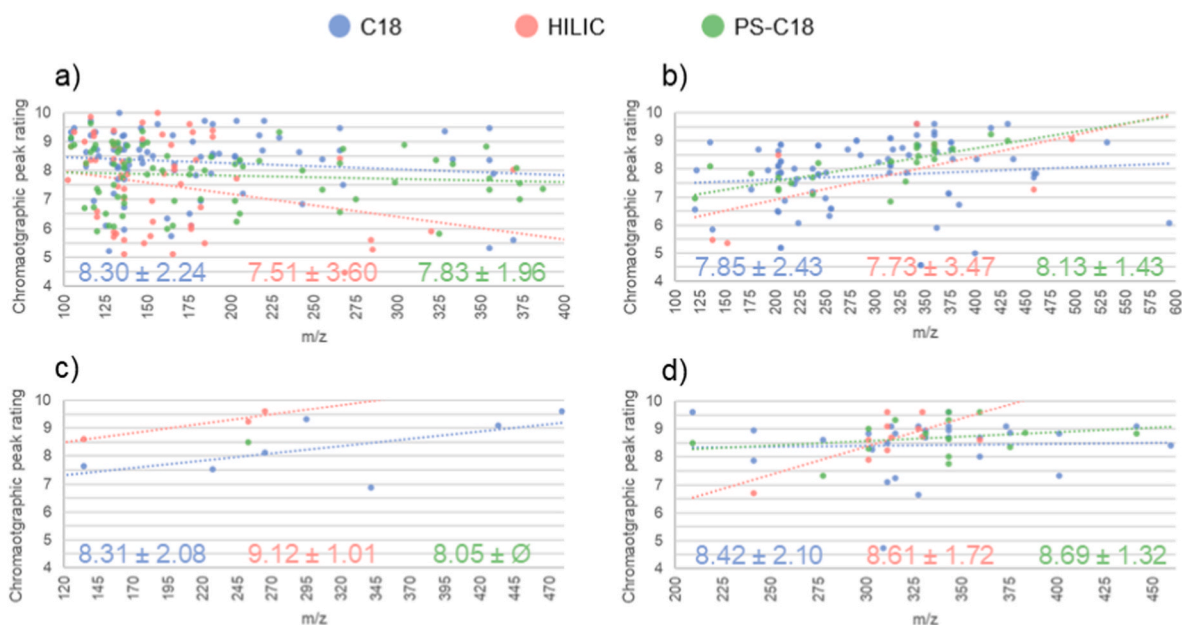 C18 HILIC PS-C18
a)
Chromaotgraphic peak rating
10
9
8
7
6
5
4
8.30 ± 2.24 7.51 ± 3.60 7.83 ± 1.96
100 125 150 175 200 225 250 275 300 325 350 375 400
m/z
b)
Chromaotgraphic peak rating
10
9
8
7
6
5
4
7.85 ± 2.43 7.73 ± 3.47 8.13 ± 1.43
100 125 150 175 200 225 250 275 300 325 350 375 400 425 450 475 500 525 550 575 600
m/z
c)
Chromaotgraphic peak rating
10
9
8
7
6
5
4
8.31 ± 2.08 9.12 ± 1.01 8.05 ± Ø
120 145 170 195 220 245 270 295 320 345 370 395 420 445 470
m/z
d)
Chromaotgraphic peak rating
10
9
8
7
6
5
4
8.42 ± 2.10 8.61 ± 1.72 8.69 ± 1.32
200 225 250 275 300 325 350 375 400 425 450
m/z